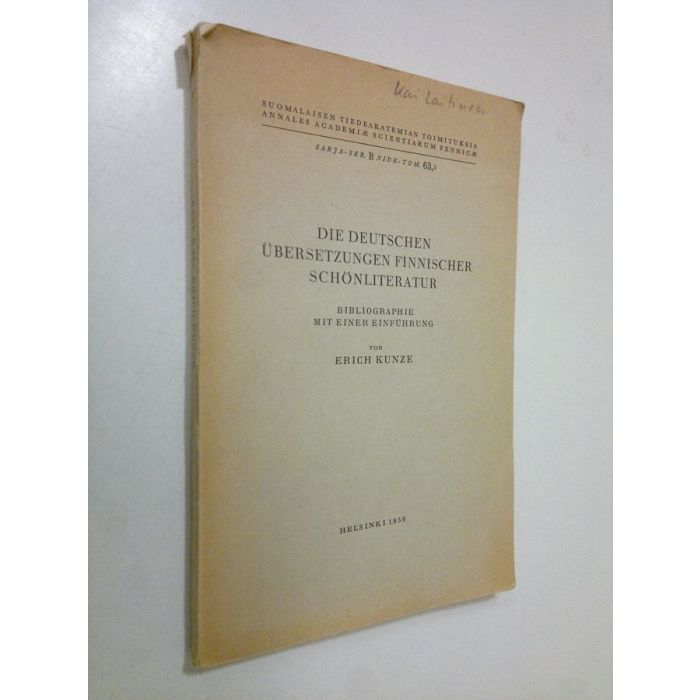 Kai Laitinen
SUOMALAISEN TIEDEAKATEMIAN TOIMITUKSIA
ANNALES ACADEMIÆ SCIENTIARUM FENNICÆ
SARJA-SER. B NIDE-TOM. 63,3
DIE DEUTSCHEN
ÜBERSETZUNGEN FINNISCHER
SCHÖNLITERATUR
BIBLIOGRAPHIE
MIT EINER EINFÜHRUNG
VON
ERICH KUNZE
HELSINKI 1950